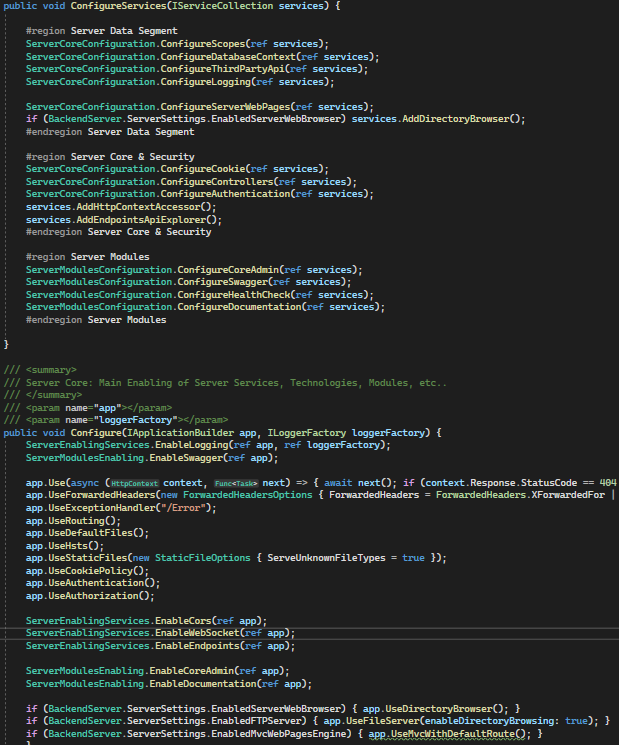 public void ConfigureServices(IServiceCollection services) {
#region Server Data Segment
ServerCoreConfiguration.ConfigureScopes(ref services);
ServerCoreConfiguration.ConfigureDatabaseContext(ref services);
ServerCoreConfiguration.ConfigureThirdPartyApi(ref services);
ServerCoreConfiguration.ConfigureLogging(ref services);
ServerCoreConfiguration.ConfigureServerWebPages(ref services);
if (BackendServer.ServerSettings.EnabledServerWebBrowser) services.AddDirectoryBrowser();
#endregion Server Data Segment
#region Server Core & Security
ServerCoreConfiguration.ConfigureCookie(ref services);
ServerCoreConfiguration.ConfigureControllers(ref services);
ServerCoreConfiguration.ConfigureAuthentication(ref services);
services.AddHttpContextAccessor();
services.AddEndpointsApiExplorer();
#endregion Server Core & Security
#region Server Modules
ServerModulesConfiguration.ConfigureCoreAdmin(ref services);
ServerModulesConfiguration.ConfigureSwagger(ref services);
ServerModulesConfiguration.ConfigureHealthCheck(ref services);
ServerModulesConfiguration.ConfigureDocumentation(ref services);
#endregion Server Modules
}
/// <summary>
/// Server Core: Main Enabling of Server Services, Technologies, Modules, etc..
/// </summary>
/// <param name="app"></param>
/// <param name="loggerFactory"></param>
public void Configure(IApplicationBuilder app, ILoggerFactory loggerFactory) {
ServerEnablingServices.EnableLogging(ref app, ref loggerFactory);
ServerModulesEnabling.EnableSwagger(ref app);
app.Use(async (HttpContext context, Func<Task> next) => { await next(); if (context.Response.StatusCode == 404
app.UseForwardedHeaders(new ForwardedHeadersOptions { ForwardedHeaders = ForwardedHeaders.XForwardedFor |
app.UseExceptionHandler("/Error");
app.UseRouting();
app.UseDefaultFiles();
app.UseHsts();
app.UseStaticFiles(new StaticFileOptions { ServeUnknownFileTypes = true });
app.UseCookiePolicy();
app.UseAuthentication();
app.UseAuthorization();
ServerEnablingServices.EnableCors(ref app);
ServerEnablingServices.EnableWebSocket(ref app);
ServerEnablingServices.EnableEndpoints(ref app);
ServerModulesEnabling.EnableCoreAdmin(ref app);
ServerModulesEnabling.EnableDocumentation(ref app);
if (BackendServer.ServerSettings.EnabledServerWebBrowser) { app.UseDirectoryBrowser(); }
if (BackendServer.ServerSettings.EnabledFTPServer) { app.UseFileServer(enableDirectoryBrowsing: true); }
if (BackendServer.ServerSettings.EnabledMvcWebPagesEngine) { app.UseMvcWithDefaultRoute(); }
}